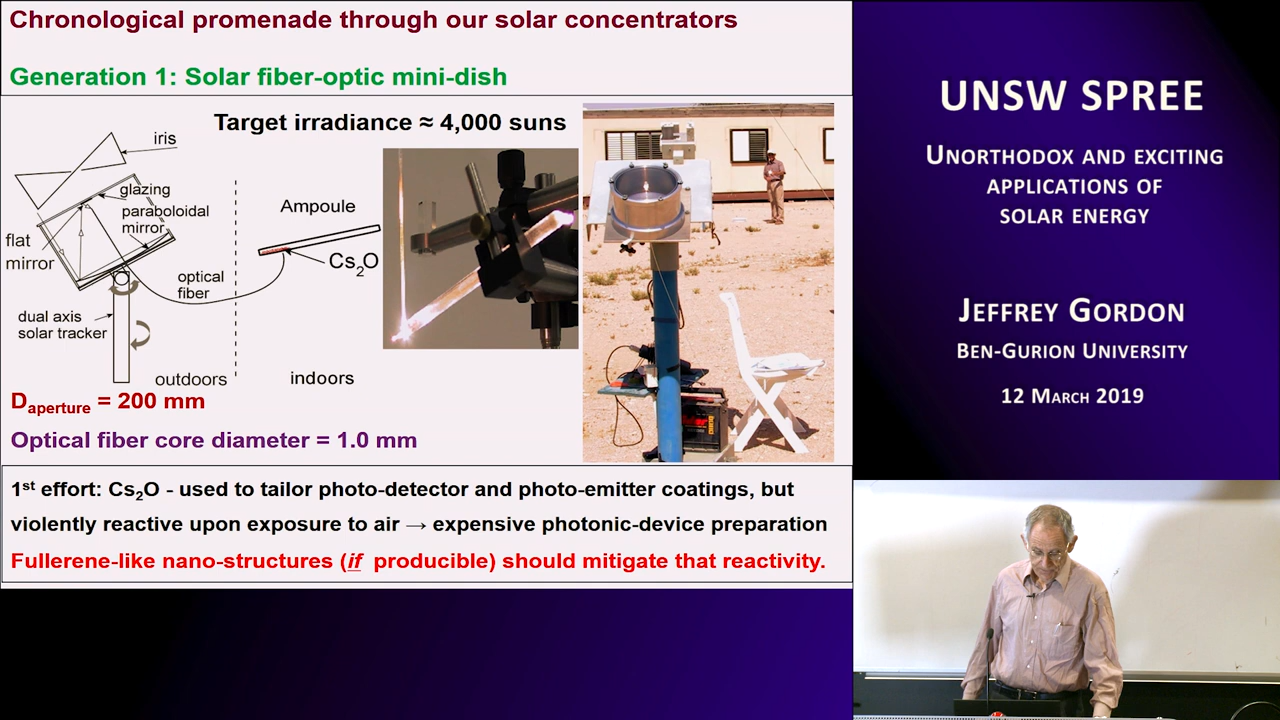 Chronological promenade through our solar concentrators
Generation 1: Solar fiber-optic mini-dish
Target irradiance ≈ 4,000 suns
iris
glazing
paraboloidal
mirror
flat
mirror
optical
fiber
dual axis
solar tracker
outdoors
Ampoule
Cs₂O
indoors
D_aperture = 200 mm
Optical fiber core diameter = 1.0 mm
1st effort: Cs₂O - used to tailor photo-detector and photo-emitter coatings, but
violently reactive upon exposure to air → expensive photonic-device preparation
Fullerene-like nano-structures (if producible) should mitigate that reactivity.
UNSW SPREE
UNORTHODOX AND EXCITING
APPLICATIONS OF
SOLAR ENERGY
JEFFREY GORDON
BEN-GURION UNIVERSITY
12 MARCH 2019